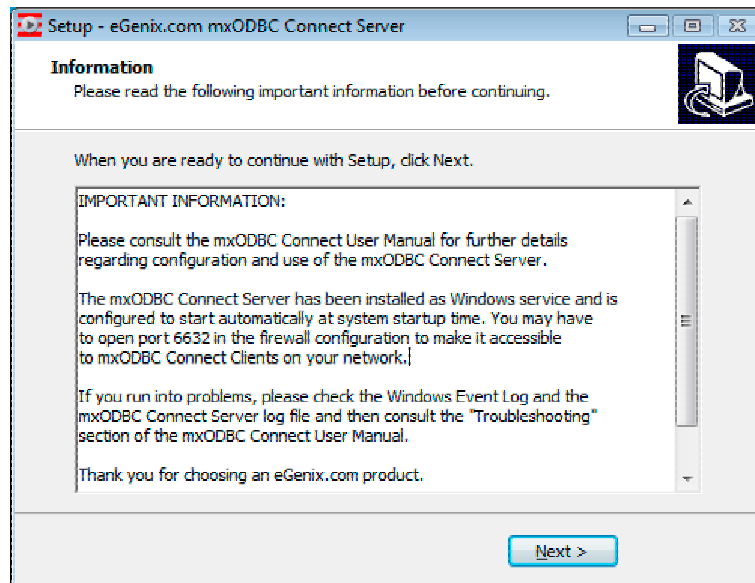 Setup - eGenix.com mxODBC Connect Server
Information
Please read the following important information before continuing.
When you are ready to continue with Setup, click Next.
IMPORTANT INFORMATION:
Please consult the mxODBC Connect User Manual for further details
regarding configuration and use of the mxODBC Connect Server.
The mxODBC Connect Server has been installed as Windows service and is
configured to start automatically at system startup time. You may have
to open port 6632 in the firewall configuration to make it accessible
to mxODBC Connect Clients on your network.
If you run into problems, please check the Windows Event Log and the
mxODBC Connect Server log file and then consult the "Troubleshooting"
section of the mxODBC Connect User Manual.
Thank you for choosing an eGenix.com product.
Next >